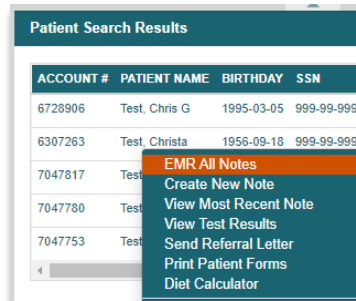 Patient Search Results
ACCOUNT # PATIENT NAME BIRTHDAY SSN
6728906 Test, Chris G 1995-03-05 999-99-999
6307263 Test, Christa 1956-09-18 999-99-999
7047817 Test
7047780 Test
7047753 Test
EMR All Notes
Create New Note
View Most Recent Note
View Test Results
Send Referral Letter
Print Patient Forms
Diet Calculator